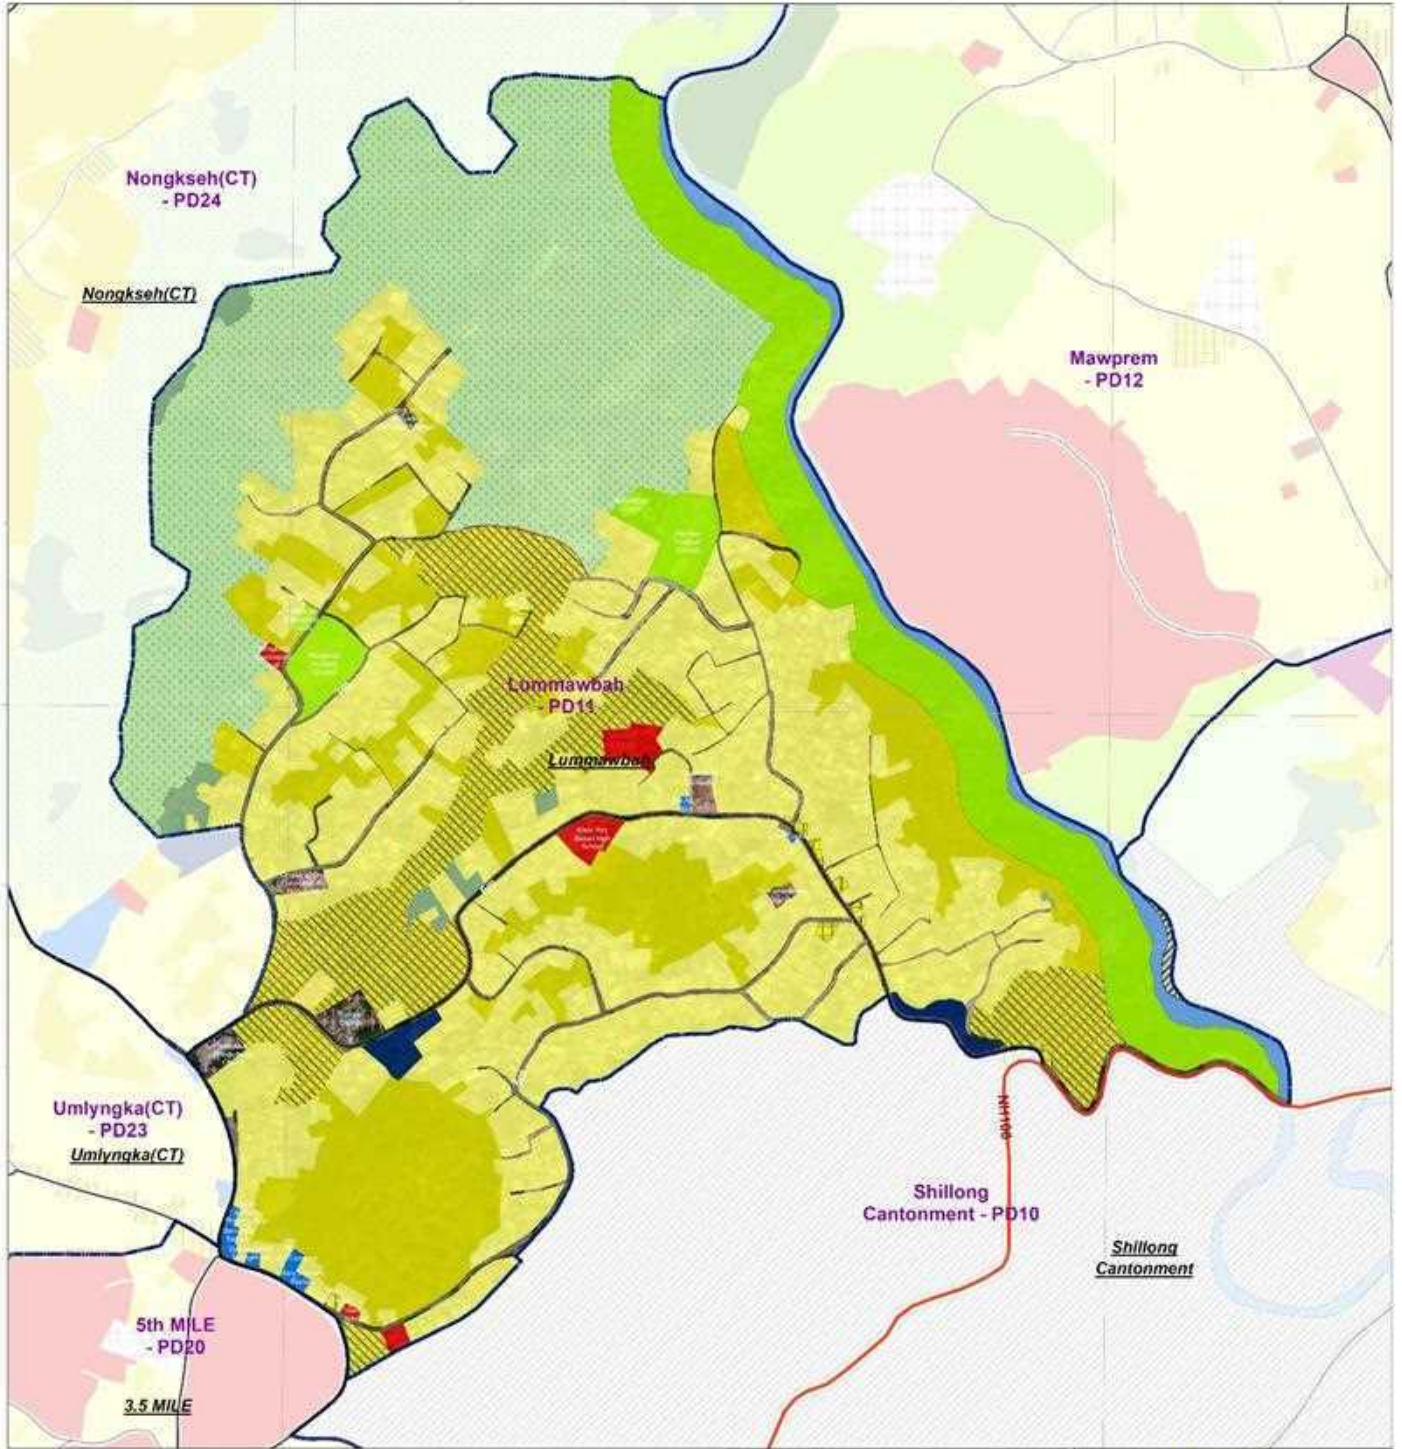 Nongkseh(CT)
- PD24
Nongkseh(CT)
Mawprem
- PD12
Lummawbah
- PD11
Lummawbah
Umlyngka(CT)
- PD23
Umlyngka(CT)
NH106
Shillong
Cantonment - PD10
Shillong
Cantonment
5th MILE
- PD20
3.5 MILE